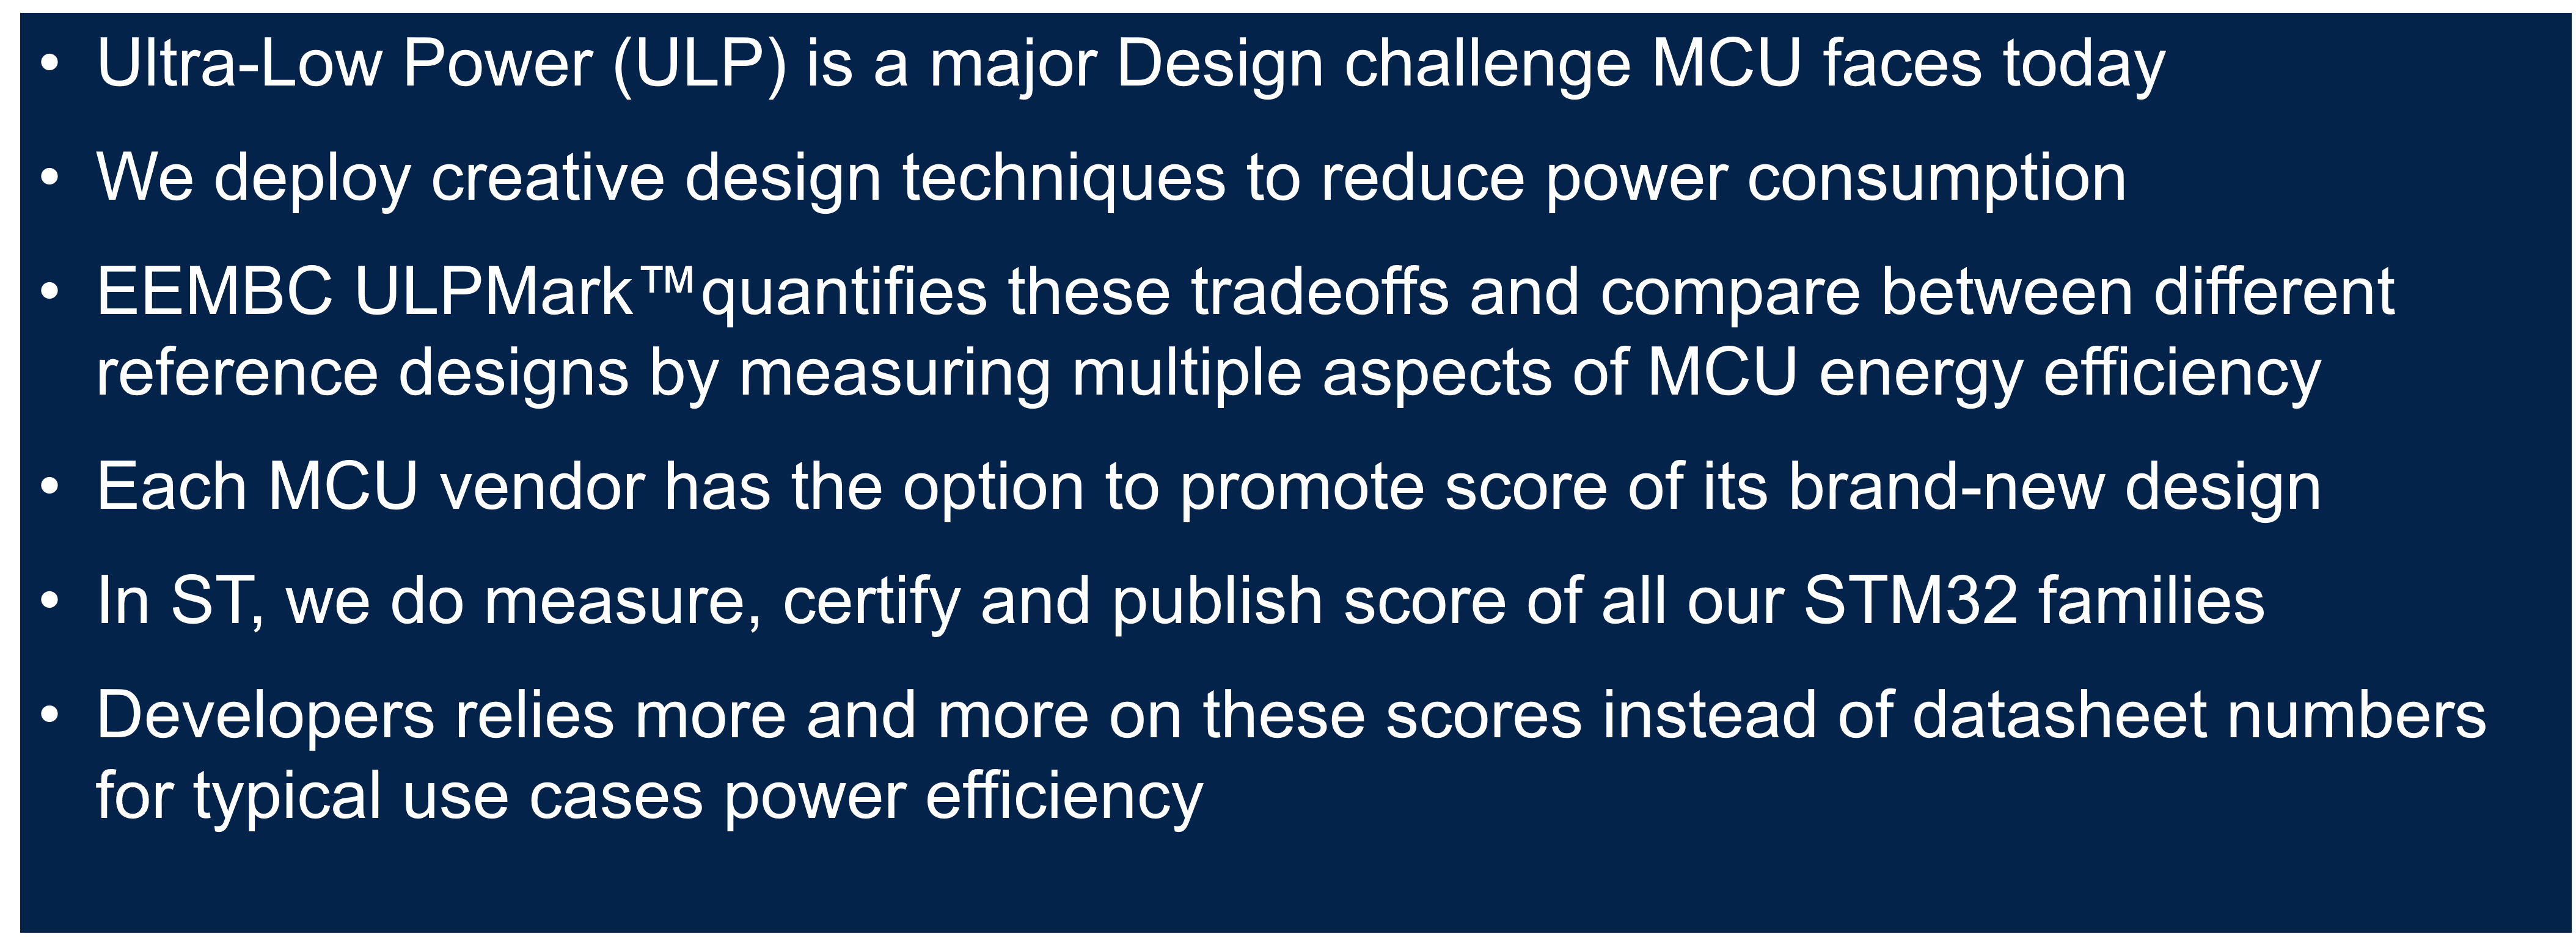 • Ultra-Low Power (ULP) is a major Design challenge MCU faces today
• We deploy creative design techniques to reduce power consumption
• EEMBC ULPMark™quantifies these tradeoffs and compare between different
reference designs by measuring multiple aspects of MCU energy efficiency
• Each MCU vendor has the option to promote score of its brand-new design
• In ST, we do measure, certify and publish score of all our STM32 families
• Developers relies more and more on these scores instead of datasheet numbers
for typical use cases power efficiency